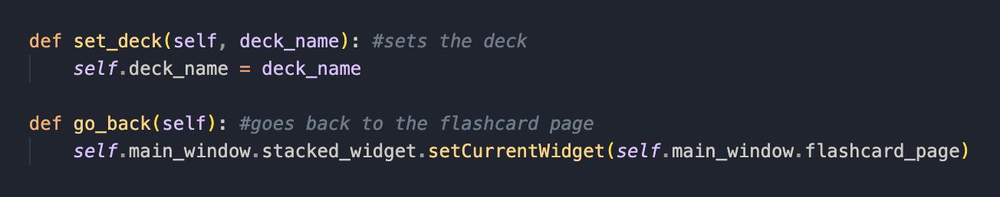 def set_deck(self, deck_name): #sets the deck
    self.deck_name = deck_name
def go_back(self): #goes back to the flashcard page
    self.main_window.stacked_widget.setCurrentWidget(self.main_window.flashcard_page)